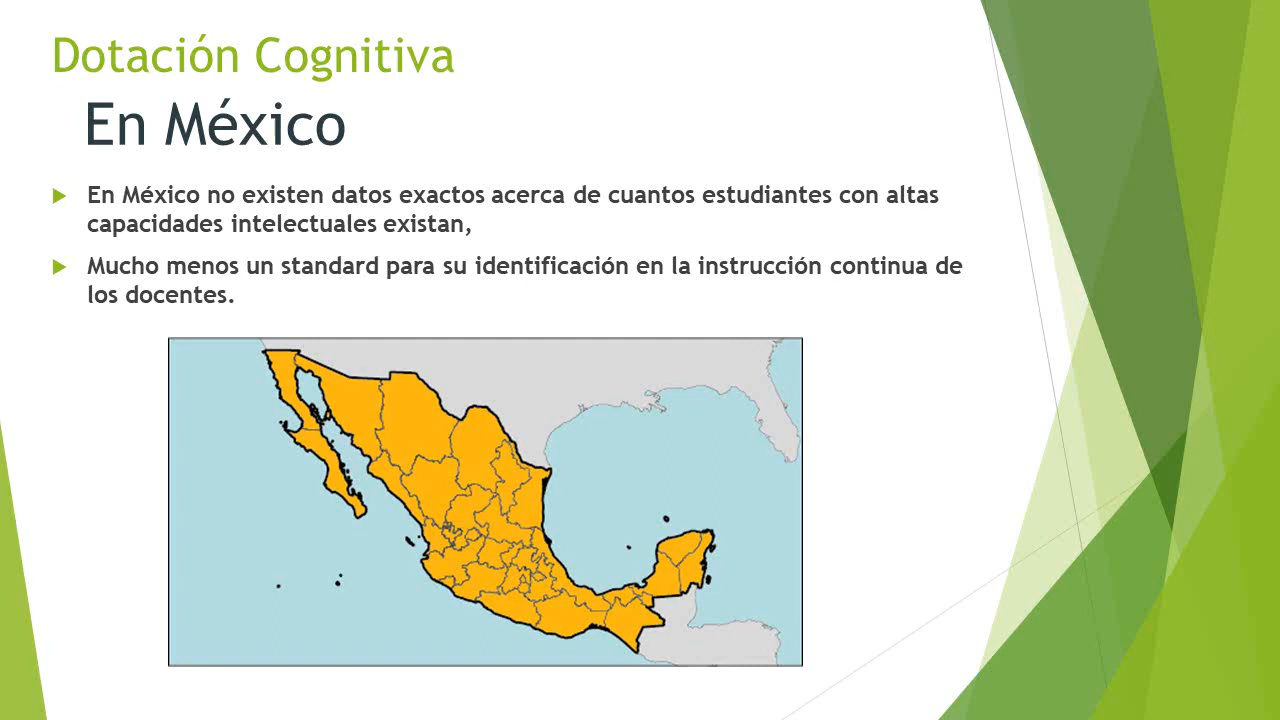 Dotación Cognitiva
En México
En México no existen datos exactos acerca de cuantos estudiantes con altas
capacidades intelectuales existan,
Mucho menos un standard para su identificación en la instrucción continua de
los docentes.